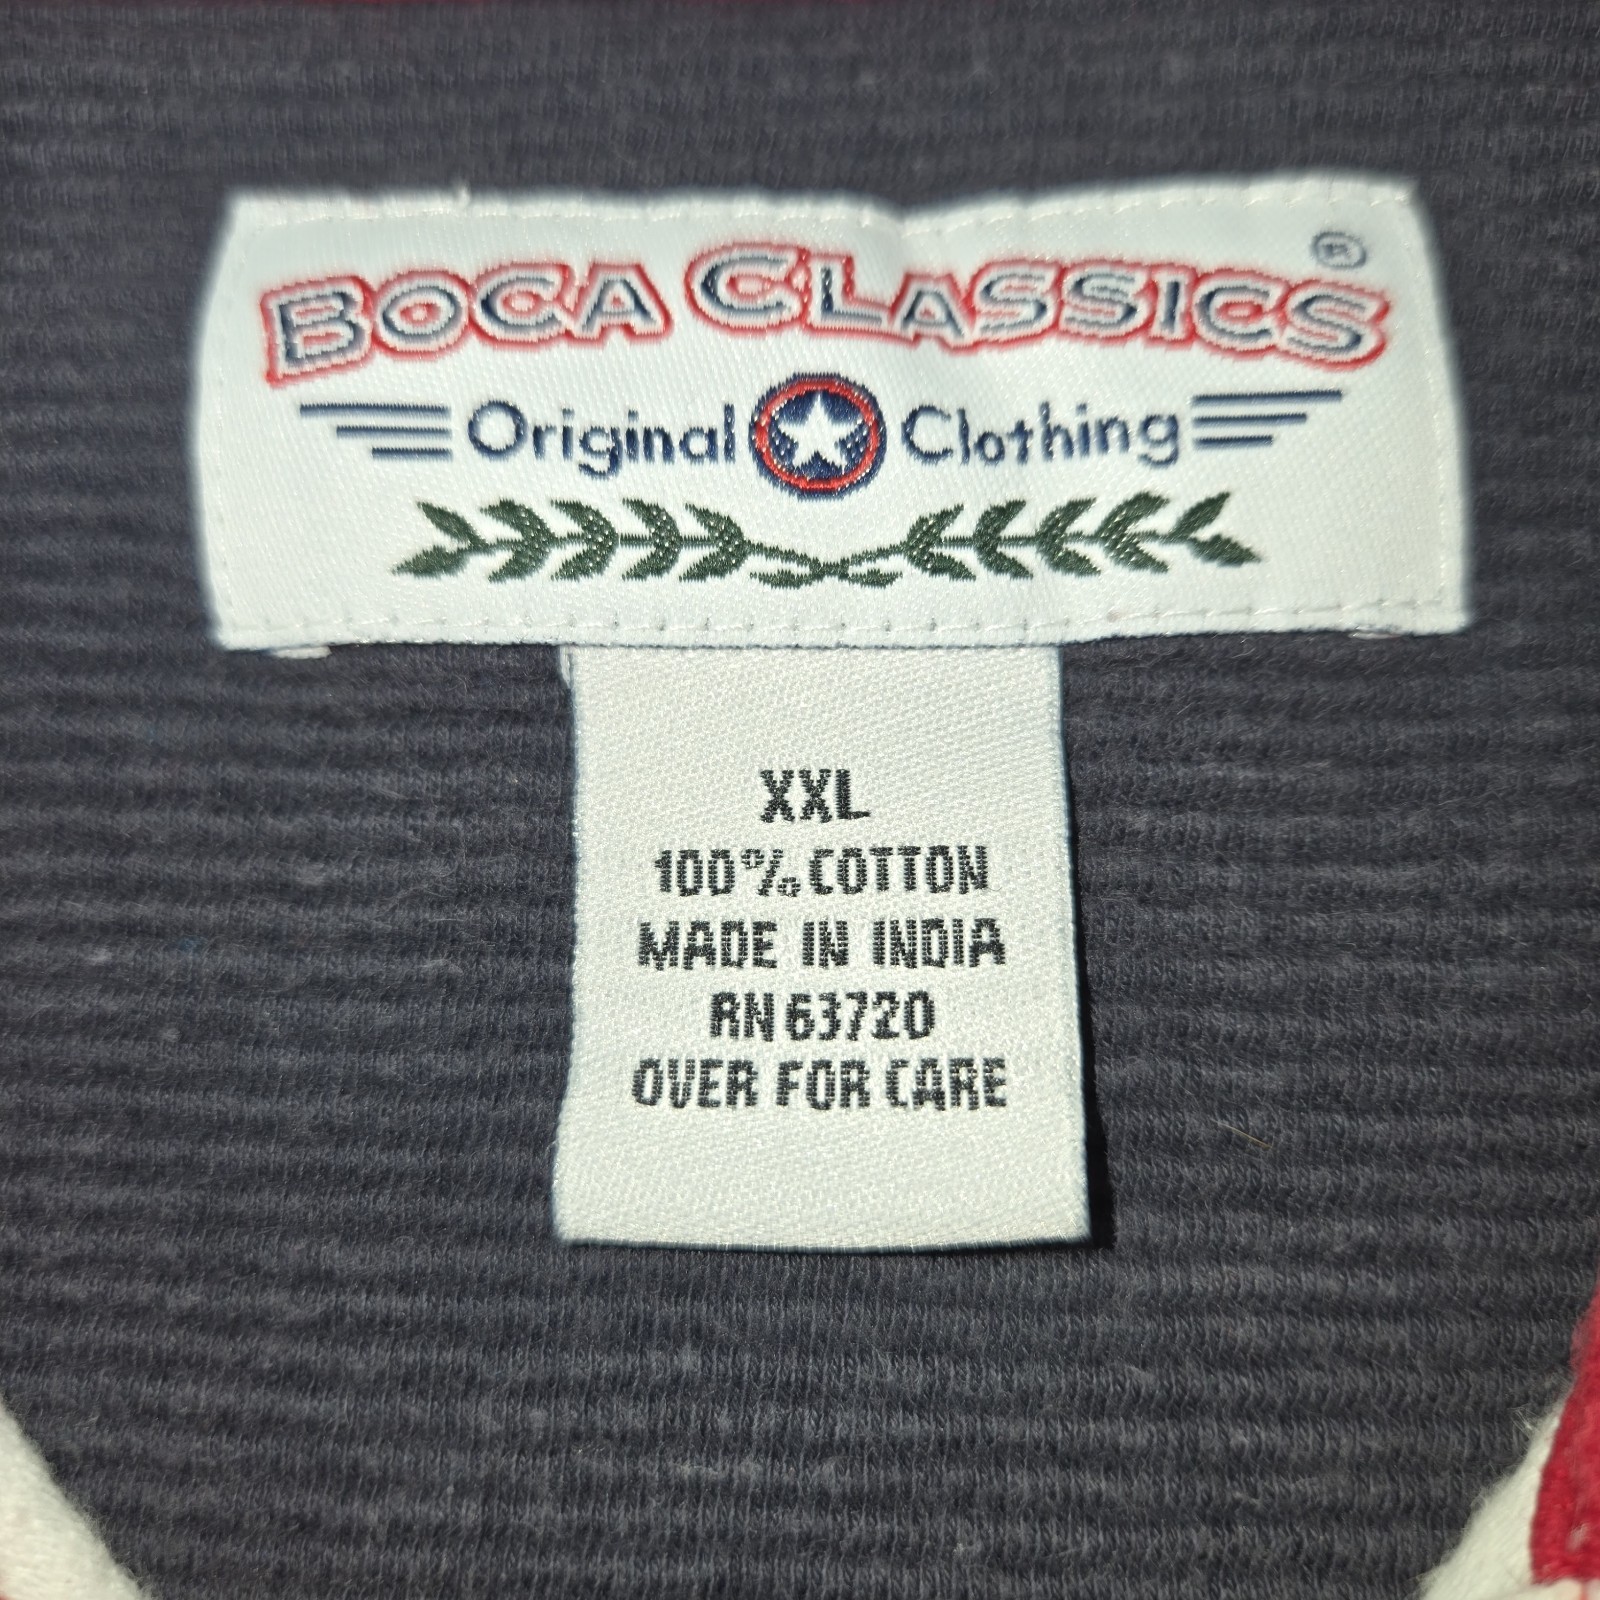 BOCA CLASSICS ®
Original Clothing
XXL
100% COTTON
MADE IN INDIA
RN 63720
OVER FOR CARE